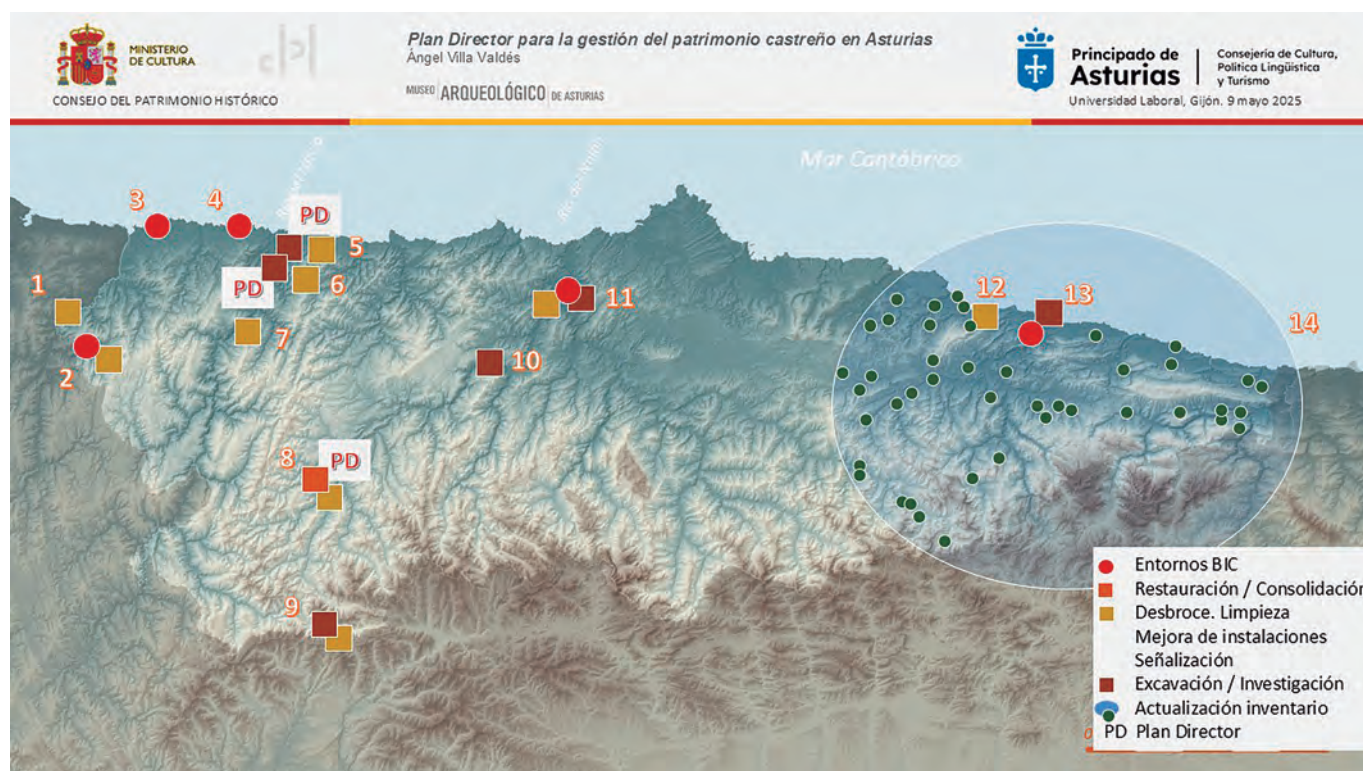 MINISTERIO
DE CULTURA
CONSEJO DEL PATRIMONIO HISTÓRICO
Plan Director para la gestión del patrimonio castreño en Asturias
Ángel Villa Valdés
MUSEO ARQUEOLÓGICO DE ASTURIAS
Principado de
Asturias
Consejería de Cultura,
Política Lingüística
y Turismo
Universidad Laboral, Gijón. 9 mayo 2025
Mar Cantábrico
3
4
PD
5
6
PD
1
2
7
8
PD
9
10
11
12
13
14
Entornos BIC
Restauración / Consolidación
Desbroce. Limpieza
Mejora de instalaciones
Señalización
Excavación / Investigación
Actualización inventario
PD Plan Director
0